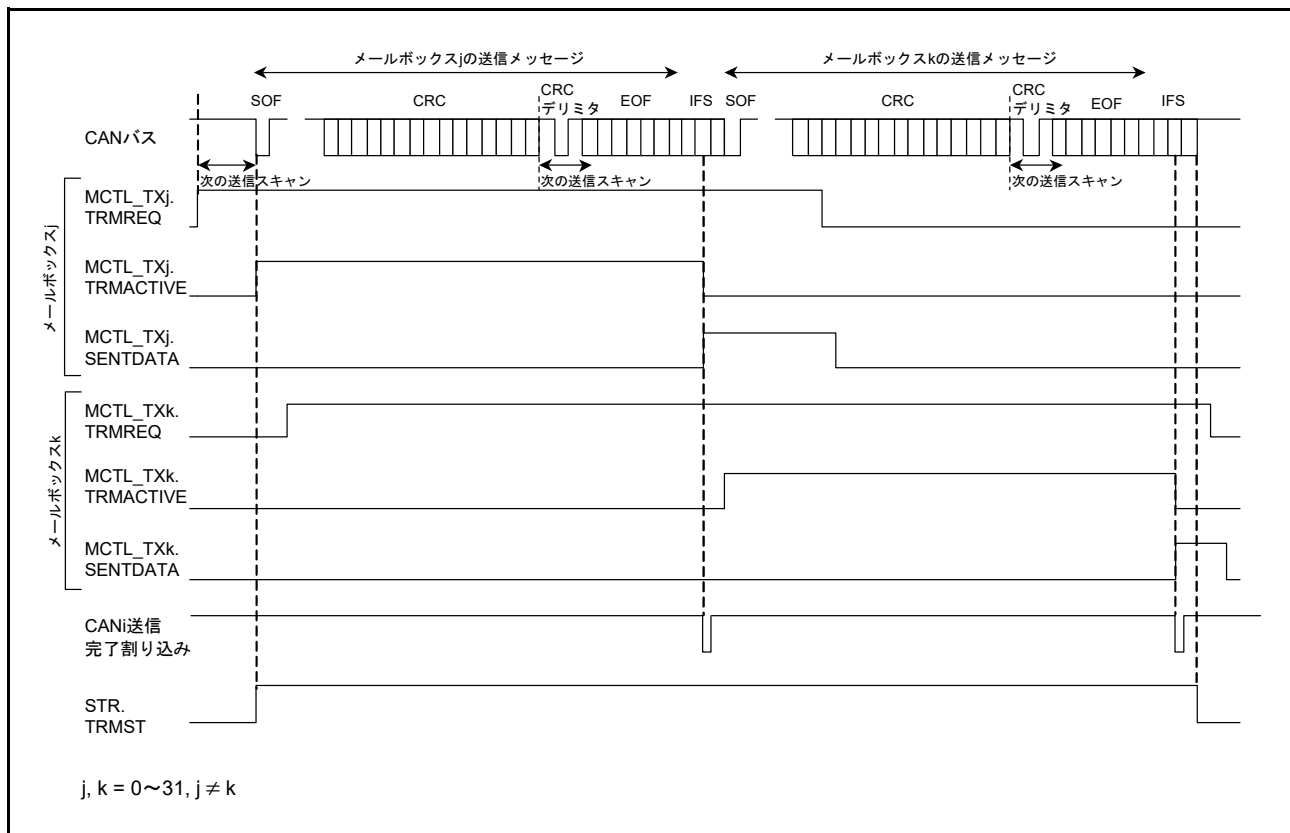 メールボックスjの送信メッセージ
メールボックスkの送信メッセージ
SOF
CRC
CRC
デリミタ
EOF
IFS
SOF
CRC
CRC
デリミタ
EOF
IFS
CANバス
次の送信スキャン
次の送信スキャン
次の送信スキャン
メールボックスj
MCTL_TXj.
TRMREQ
MCTL_TXj.
TRMACTIVE
MCTL_TXj.
SENTDATA
メールボックスk
MCTL_TXk.
TRMREQ
MCTL_TXk.
TRMACTIVE
MCTL_TXk.
SENTDATA
CANi送信
完了割り込み
STR.
TRMST
j, k = 0～31, j ≠ k